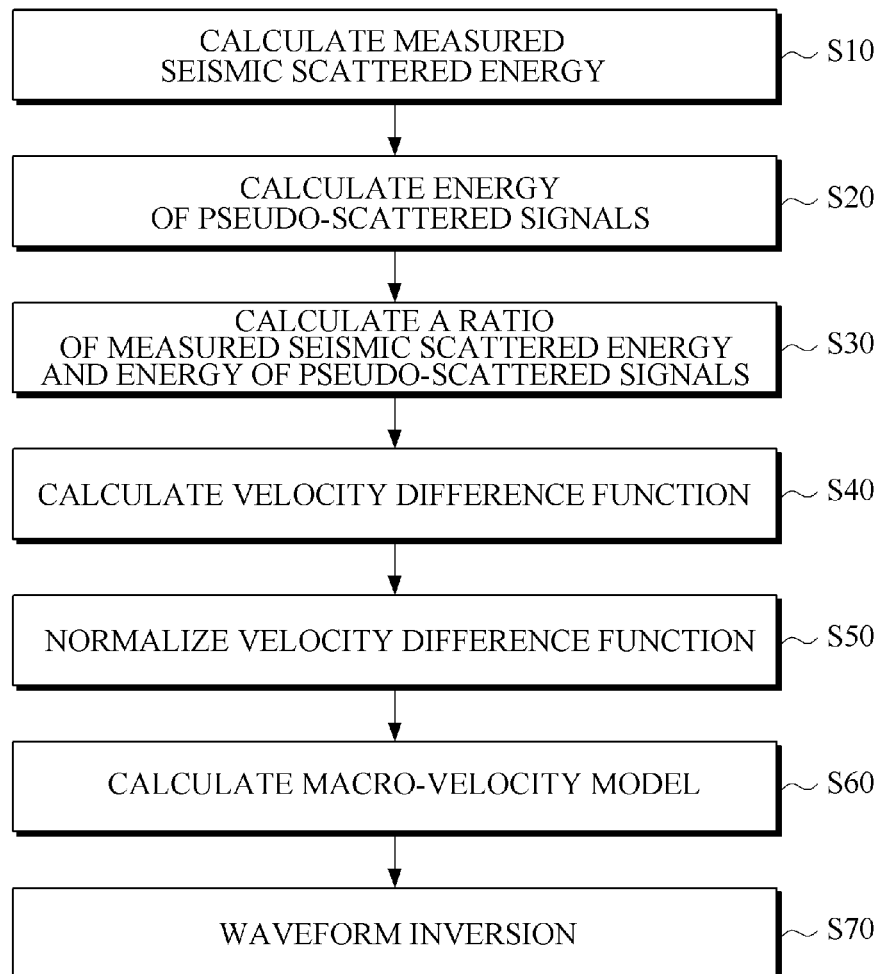 CALCULATE MEASURED
SEISMIC SCATTERED ENERGY
S10
CALCULATE ENERGY
OF PSEUDO-SCATTERED SIGNALS
S20
CALCULATE A RATIO
OF MEASURED SEISMIC SCATTERED ENERGY
AND ENERGY OF PSEUDO-SCATTERED SIGNALS
S30
CALCULATE VELOCITY DIFFERENCE FUNCTION
S40
NORMALIZE VELOCITY DIFFERENCE FUNCTION
S50
CALCULATE MACRO-VELOCITY MODEL
S60
WAVEFORM INVERSION
S70